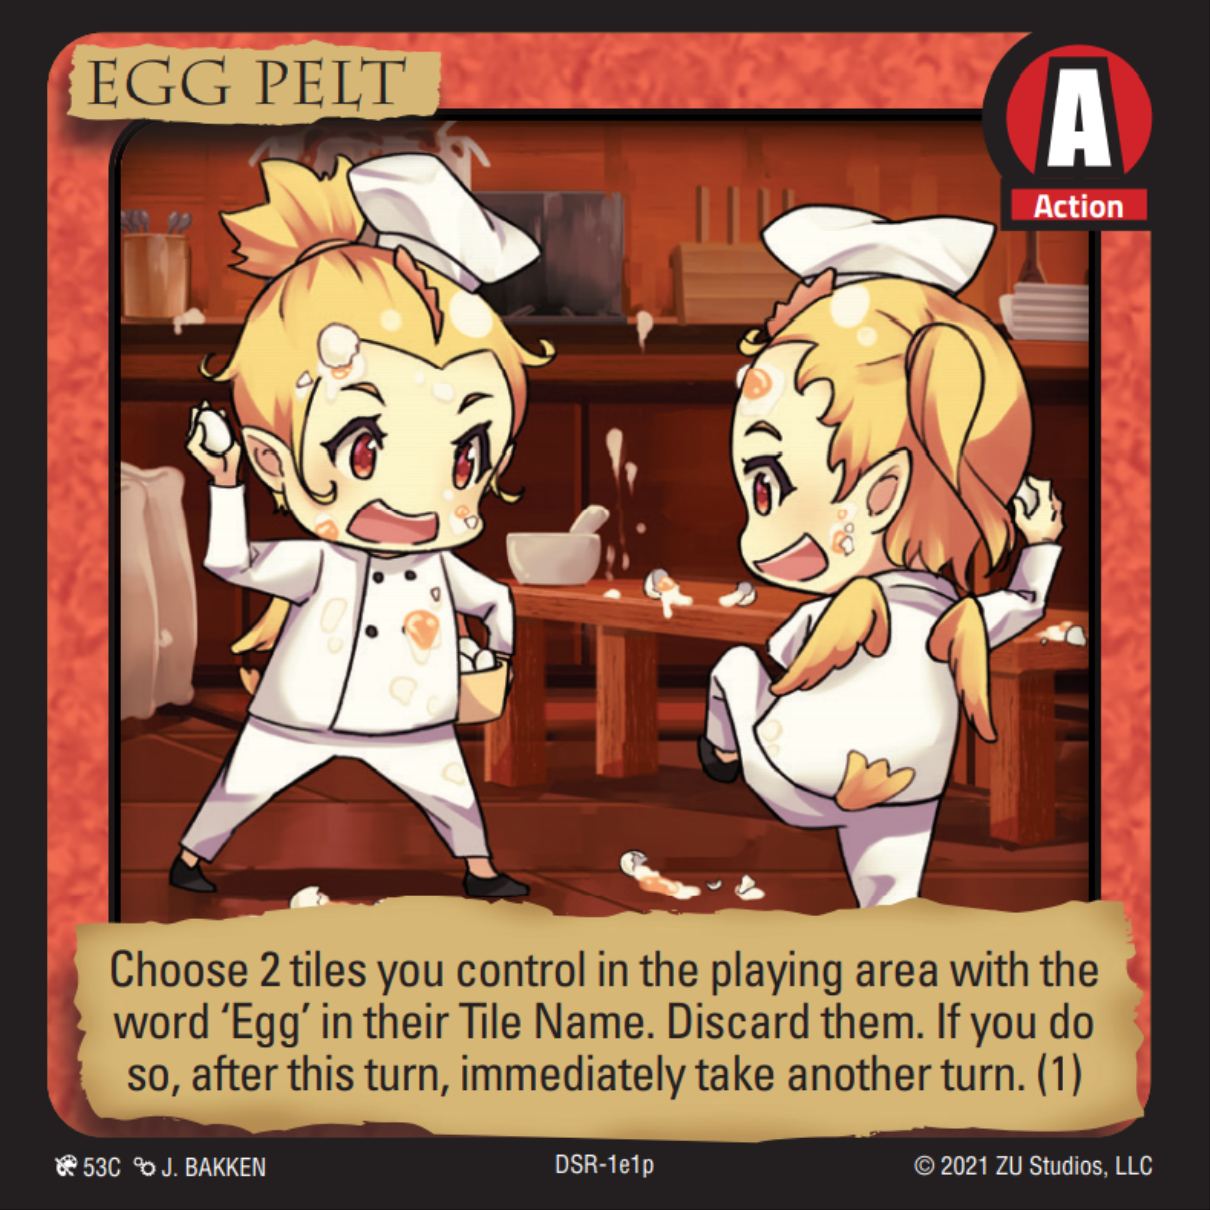 EGG PELT
A
Action
Choose 2 tiles you control in the playing area with the
word ‘Egg’ in their Tile Name. Discard them. If you do
so, after this turn, immediately take another turn. (1)
53C J. BAKKEN
DSR-1e1p
© 2021 ZU Studios, LLC